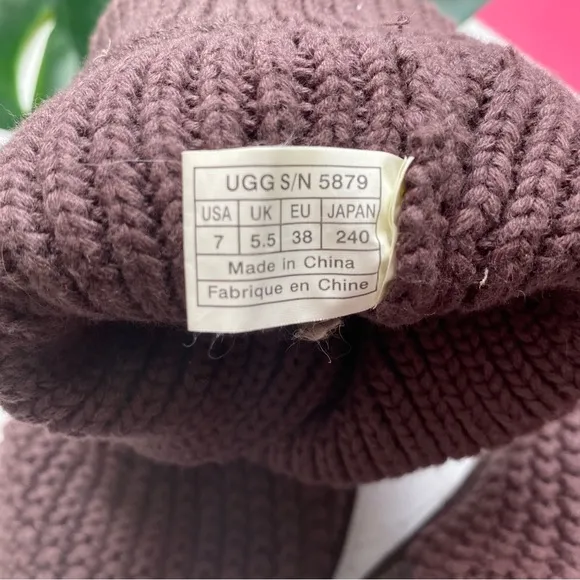 UGG S/N 5879
USA UK EU JAPAN
7 5.5 38 240
Made in China
Fabrique en Chine